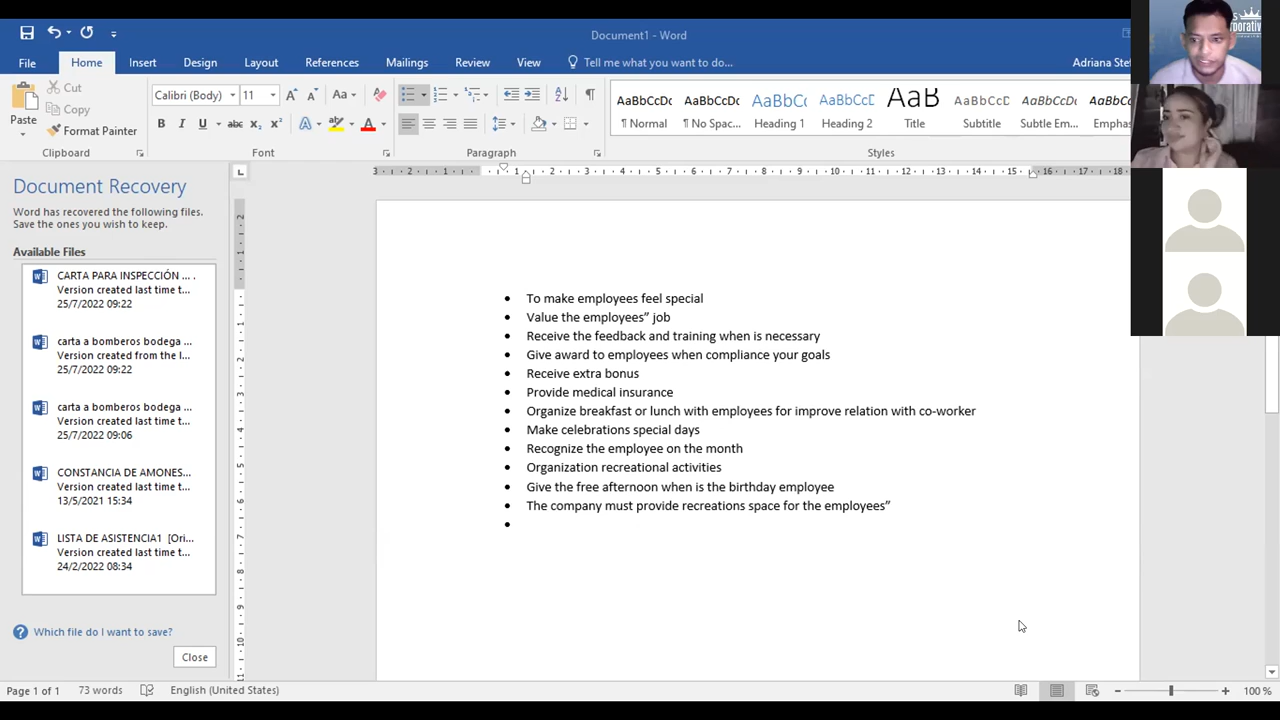 Document1 - Word
File Home Insert Design Layout References Mailings Review View Tell me what you want to do...
Cut
Copy
Format Painter
Paste
Clipboard
Calibri (Body) 11
Font
Paragraph
AaBbCcDc AaBbCcDc AaBbC AaBbCcC AaB AaBbCcC AaBbCcDc
¶ Normal ¶ No Spac... Heading 1 Heading 2 Title Subtitle Subtle Em...
Styles
Document Recovery
Word has recovered the following files.
Save the ones you wish to keep.
Available Files
CARTA PARA INSPECCIÓN ... .
Version created last time t...
25/7/2022 09:22
carta a bomberos bodega ...
Version created from the l...
25/7/2022 09:22
carta a bomberos bodega ...
Version created last time t...
25/7/2022 09:06
CONSTANCIA DE AMONES...
Version created last time t...
13/5/2021 15:34
LISTA DE ASISTENCIA1 [Ori...
Version created last time t...
24/2/2022 08:34
Which file do I want to save?
Close
• To make employees feel special
• Value the employees” job
• Receive the feedback and training when is necessary
• Give award to employees when compliance your goals
• Receive extra bonus
• Provide medical insurance
• Organize breakfast or lunch with employees for improve relation with co-worker
• Make celebrations special days
• Recognize the employee on the month
• Organization recreational activities
• Give the free afternoon when is the birthday employee
• The company must provide recreations space for the employees”
•
Page 1 of 1 73 words English (United States) 100 %